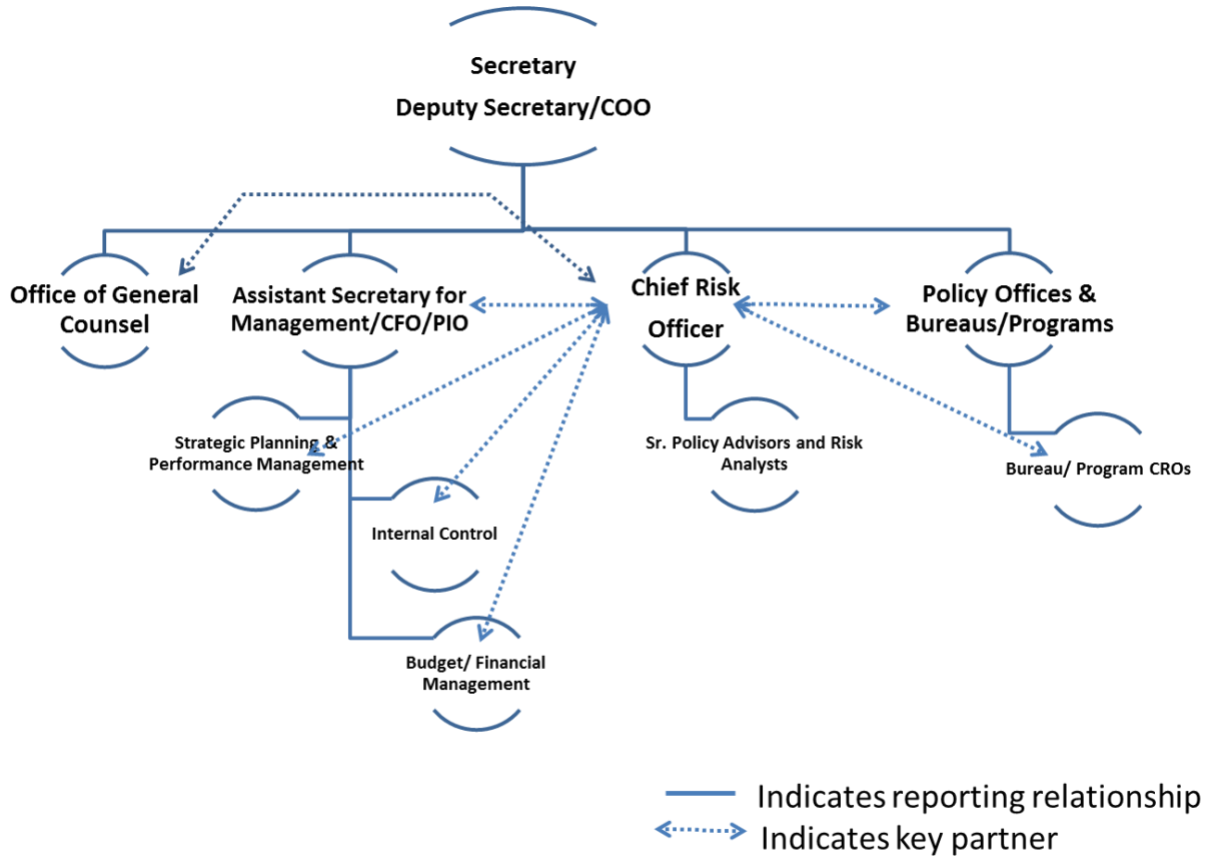 Secretary
Deputy Secretary/COO
Office of General
Counsel
Assistant Secretary for
Management/CFO/PIO
Chief Risk
Officer
Policy Offices &
Bureaus/Programs
Strategic Planning &
Performance Management
Internal Control
Budget/ Financial
Management
Sr. Policy Advisors and Risk
Analysts
Bureau/ Program CROs
Indicates reporting relationship
Indicates key partner